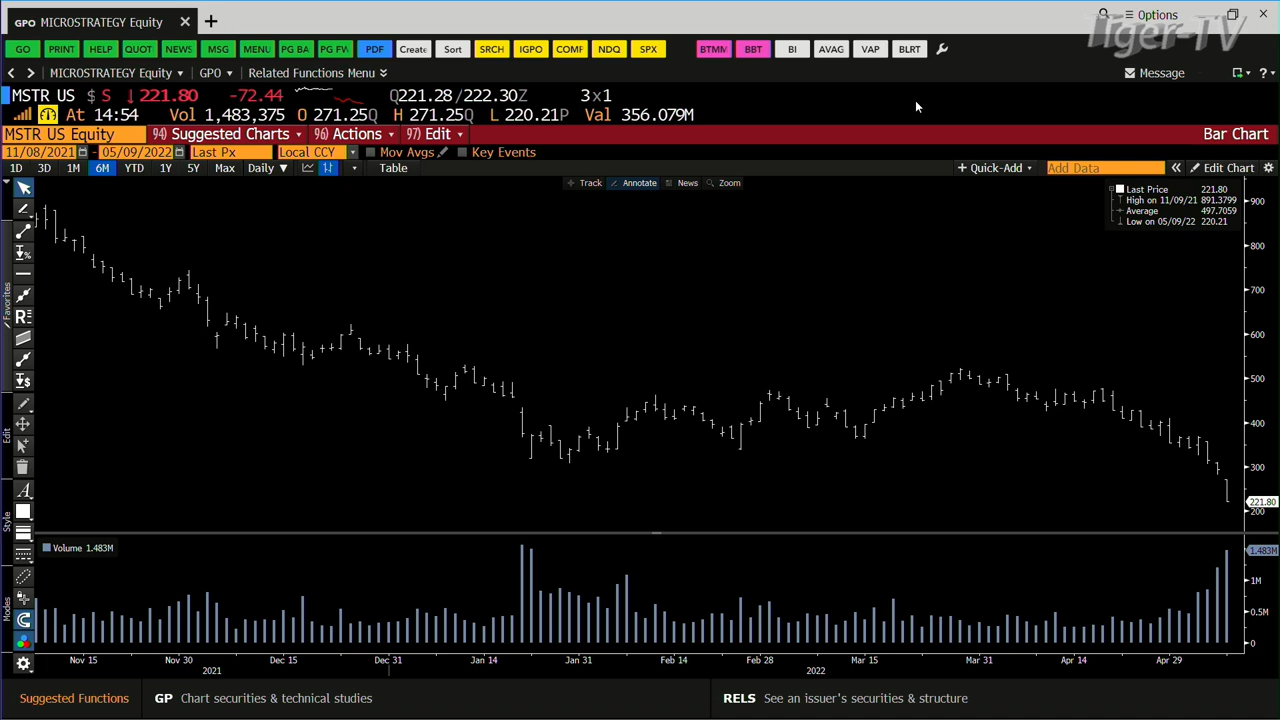 GPO MICROSTRATEGY Equity
Options
Tiger-TV
GO PRINT HELP QUOT NEWS MSG MENU PG BA PG FW PDF Create Sort SRCH IGPO COMP NDQ SPX BTMM BBT BI AVAG VAP BLRT
MICROSTRATEGY Equity GPO Related Functions Menu Message ?
MSTR US $ S ↓221.80 -72.44 Q221.28/222.30Z 3x1
At 14:54 Vol 1,483,375 O 271.25Q H 271.25Q L 220.21P Val 356.079M
MSTR US Equity 94) Suggested Charts 96) Actions 97) Edit Bar Chart
11/08/2021 - 05/09/2022 Last Px Local CCY Mov Avgs Key Events
1D 3D 1M 6M YTD 1Y 5Y Max Daily ▼ Table + Quick-Add Add Data « Edit Chart
Track Annotate News Zoom
Last Price 221.80
High on 11/09/21 891.3799
Average 497.7059
Low on 05/09/22 220.21
900
800
700
600
500
400
300
221.80
200
Favorites
Edit
Style
Modes
Volume 1.483M
1.483M
1M
0.5M
0
Nov 15 Nov 30 Dec 15 Dec 31 Jan 14 Jan 31 Feb 14 Feb 28 Mar 15 Mar 31 Apr 14 Apr 29
2021 2022
Suggested Functions GP Chart securities & technical studies RELS See an issuer's securities & structure